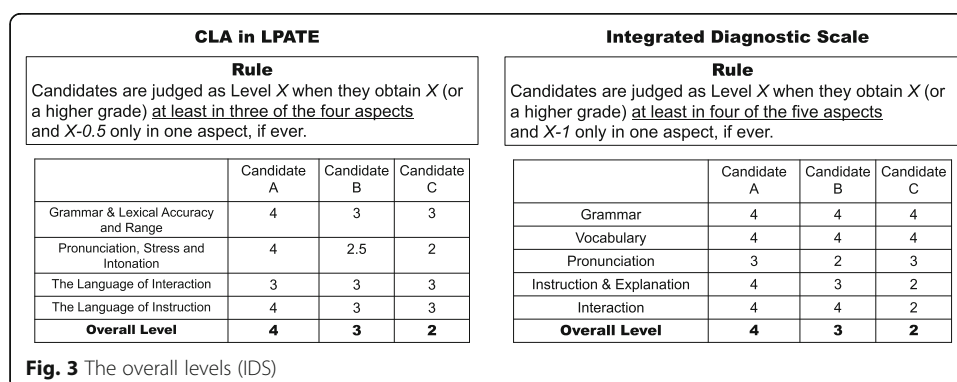 CLA in LPATE
Rule
Candidates are judged as Level X when they obtain X (or
a higher grade) at least in three of the four aspects
and X-0.5 only in one aspect, if ever.
Candidate A Candidate B Candidate C
Grammar & Lexical Accuracy and Range 4 3 3
Pronunciation, Stress and Intonation 4 2.5 2
The Language of Interaction 3 3 3
The Language of Instruction 4 3 3
Overall Level 4 3 2
Integrated Diagnostic Scale
Rule
Candidates are judged as Level X when they obtain X (or
a higher grade) at least in four of the five aspects
and X-1 only in one aspect, if ever.
Candidate A Candidate B Candidate C
Grammar 4 4 4
Vocabulary 4 4 4
Pronunciation 3 2 3
Instruction & Explanation 4 3 2
Interaction 4 4 2
Overall Level 4 3 2
Fig. 3 The overall levels (IDS)